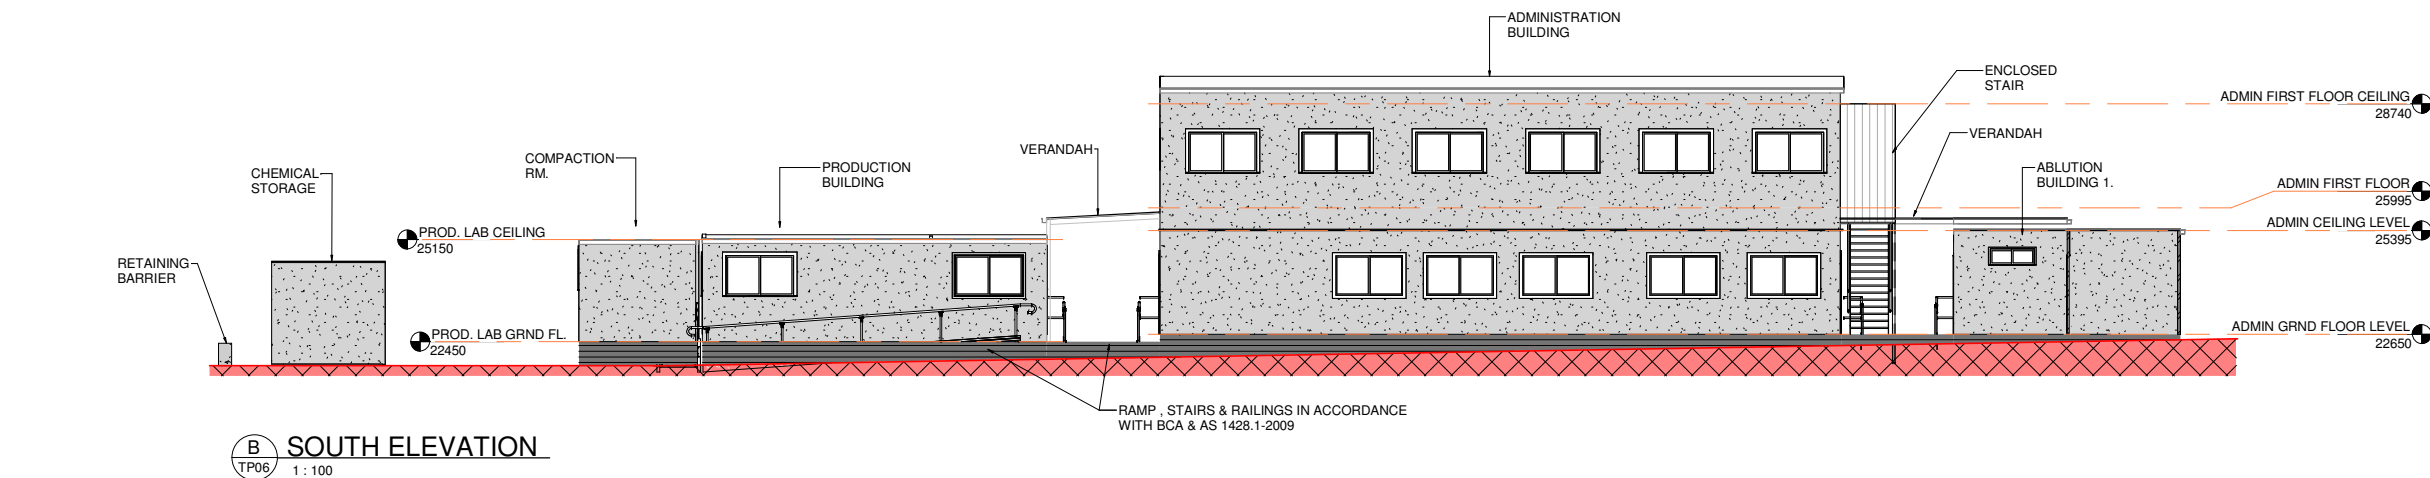 ADMINISTRATION
BUILDING
ENCLOSED
STAIR
ADMIN FIRST FLOOR CEILING
28740
VERANDAH
VERANDAH
COMPACTION
RM.
PRODUCTION
BUILDING
ABLUTION
BUILDING 1.
CHEMICAL
STORAGE
ADMIN FIRST FLOOR
25995
ADMIN CEILING LEVEL
25395
PROD. LAB CEILING
25150
RETAINING
BARRIER
PROD. LAB GRND FL.
22450
ADMIN GRND FLOOR LEVEL
22650
RAMP , STAIRS & RAILINGS IN ACCORDANCE
WITH BCA & AS 1428.1-2009
B
TP06
SOUTH ELEVATION
1 : 100